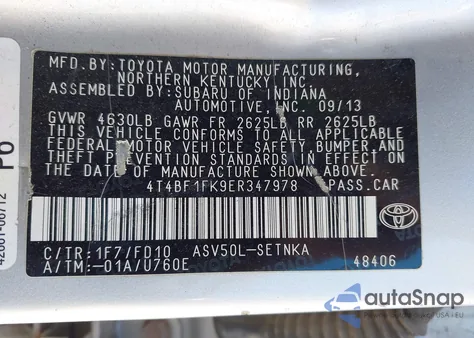 MFD.BY: TOYOTA MOTOR MANUFACTURING,
NORTHERN KENTUCKY, INC.
ASSEMBLED BY: SUBARU OF INDIANA
AUTOMOTIVE, INC. 09/13
GVWR 4630LB GAWR FR 2625LB RR 2625LB
THIS VEHICLE CONFORMS TO ALL APPLICABLE
FEDERAL MOTOR VEHICLE SAFETY, BUMPER, AND
THEFT PREVENTION STANDARDS IN EFFECT ON
THE DATE OF MANUFACTURE SHOWN ABOVE.
4T4BF1FK9ER347978 PASS.CAR
TOYOTA
C/TR: 1F7/FD10 ASV50L-SETNKA
A/TM: -01A/U760E 48406
autoSnap